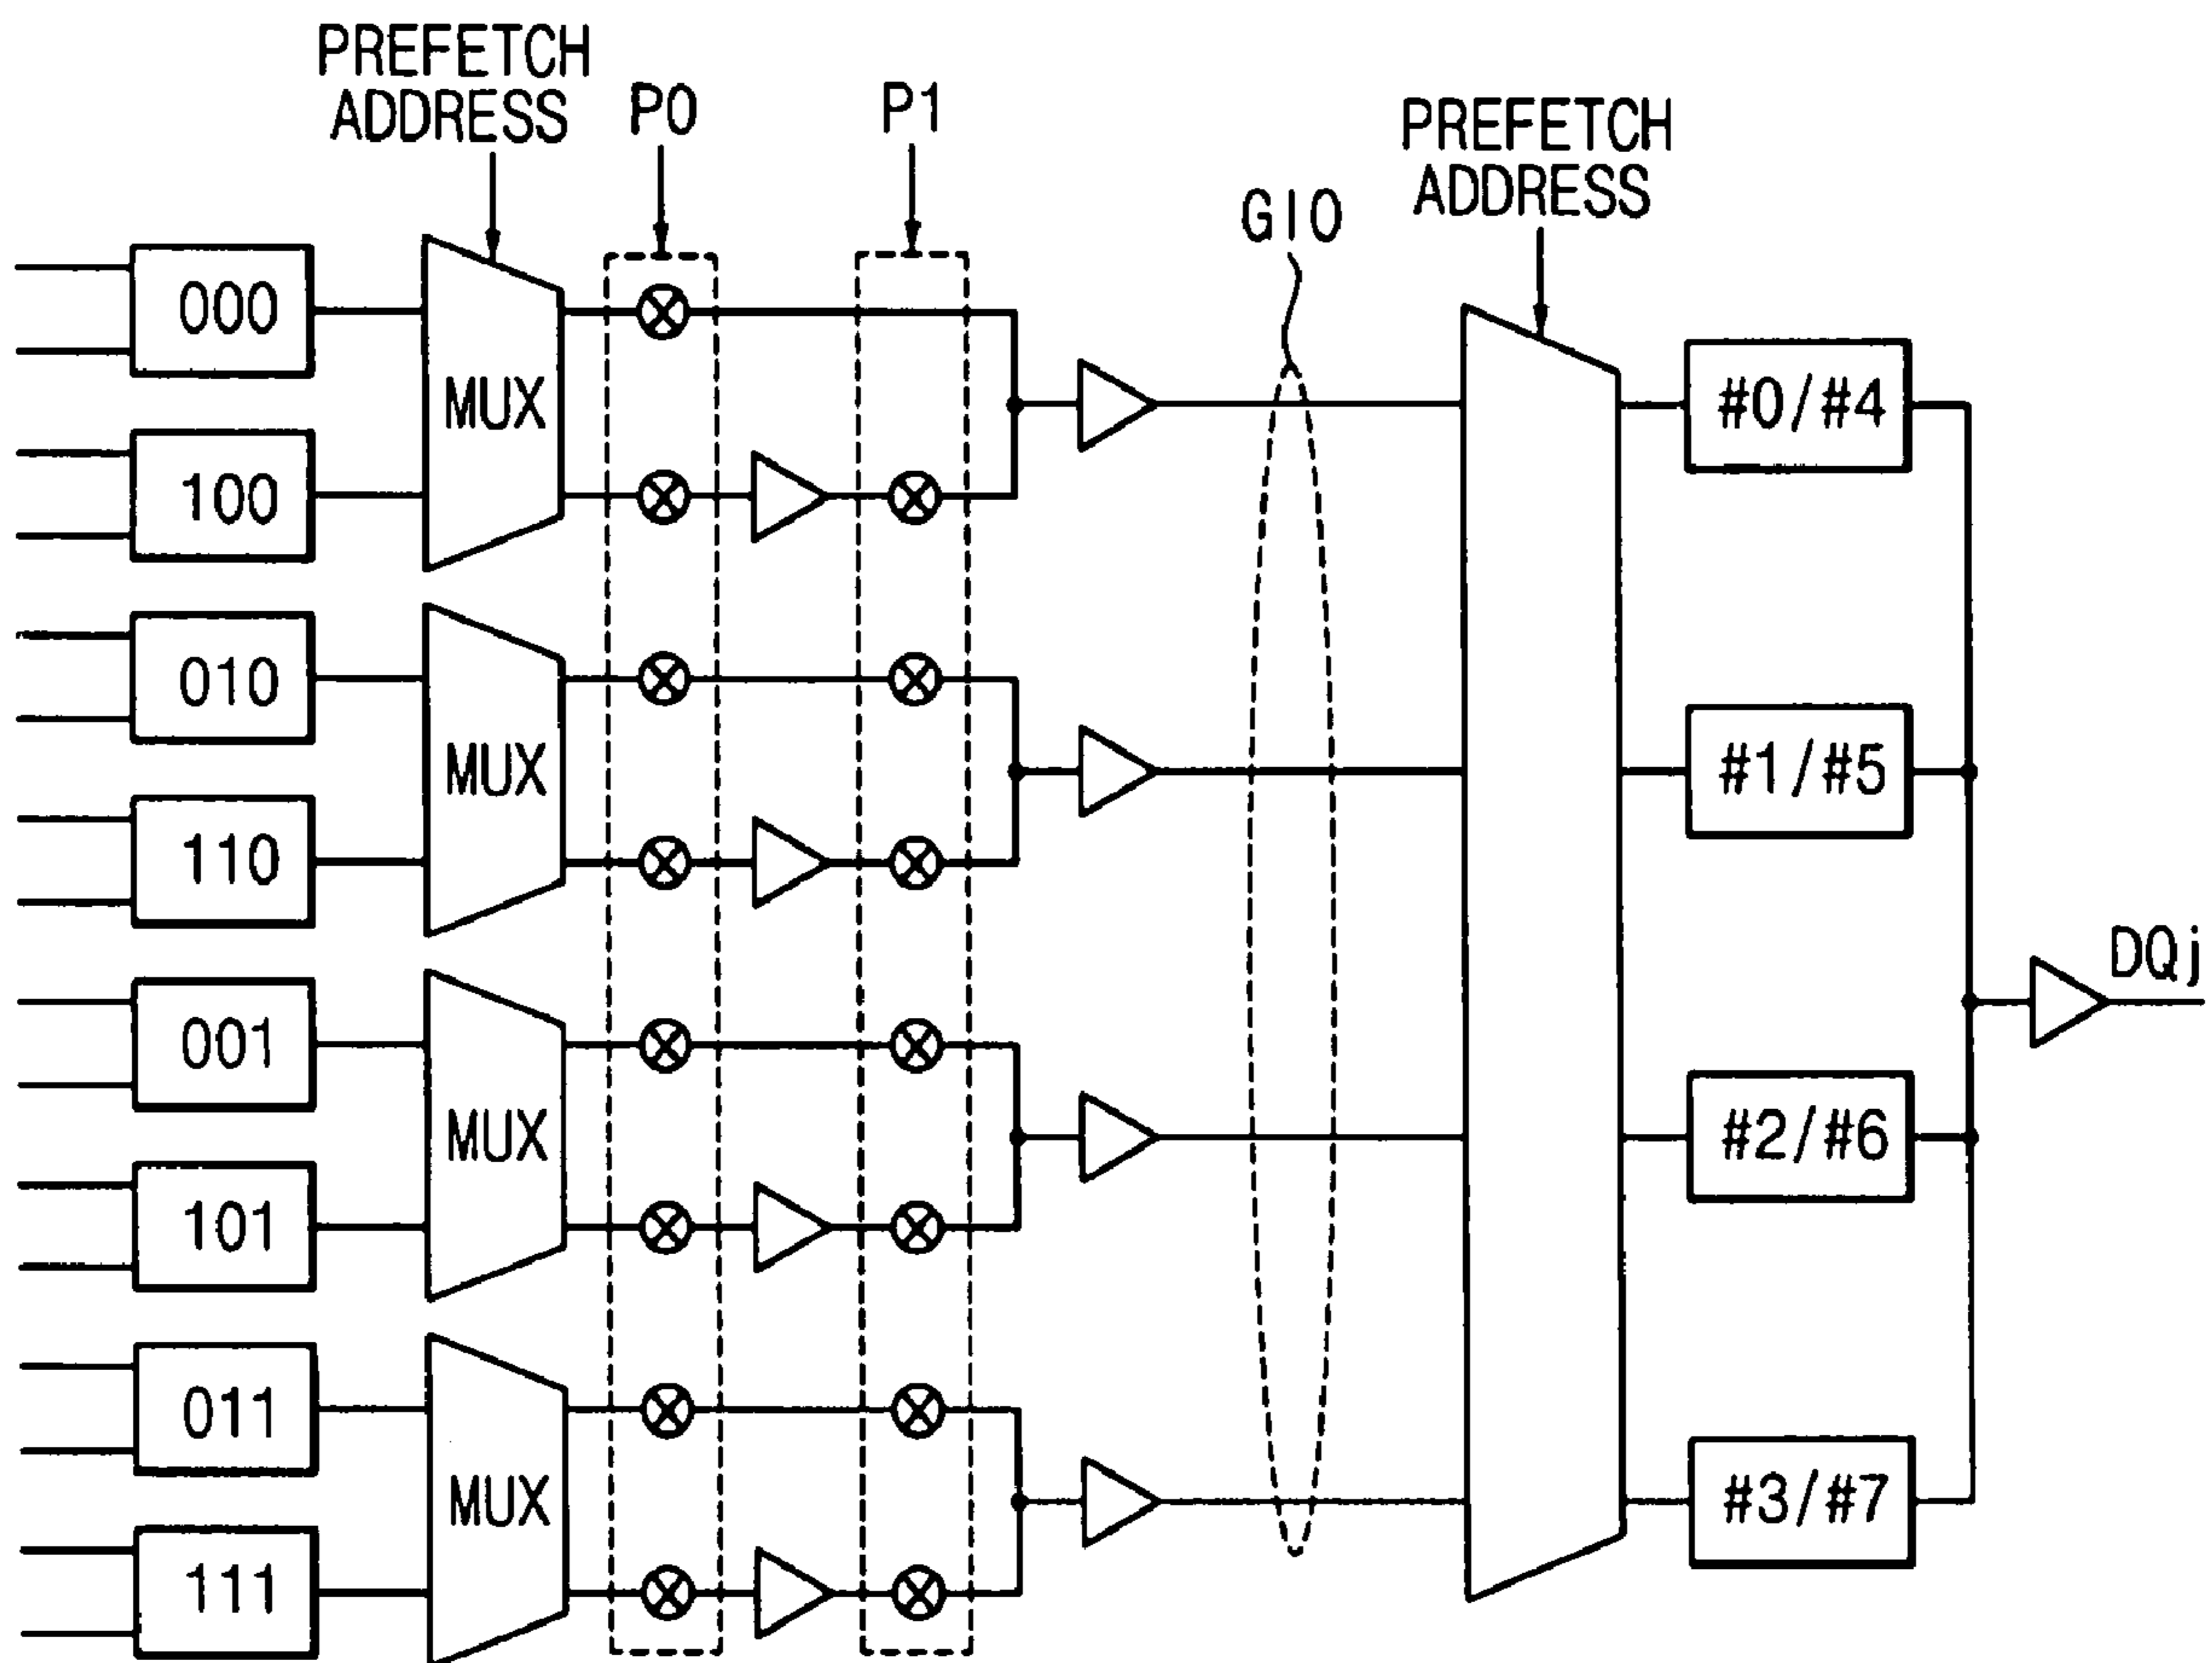 PREFETCH
ADDRESS
P0
P1
PREFETCH
ADDRESS
GIO
000
100
MUX
#0/#4
010
110
MUX
#1/#5
DQj
001
101
MUX
#2/#6
011
111
MUX
#3/#7